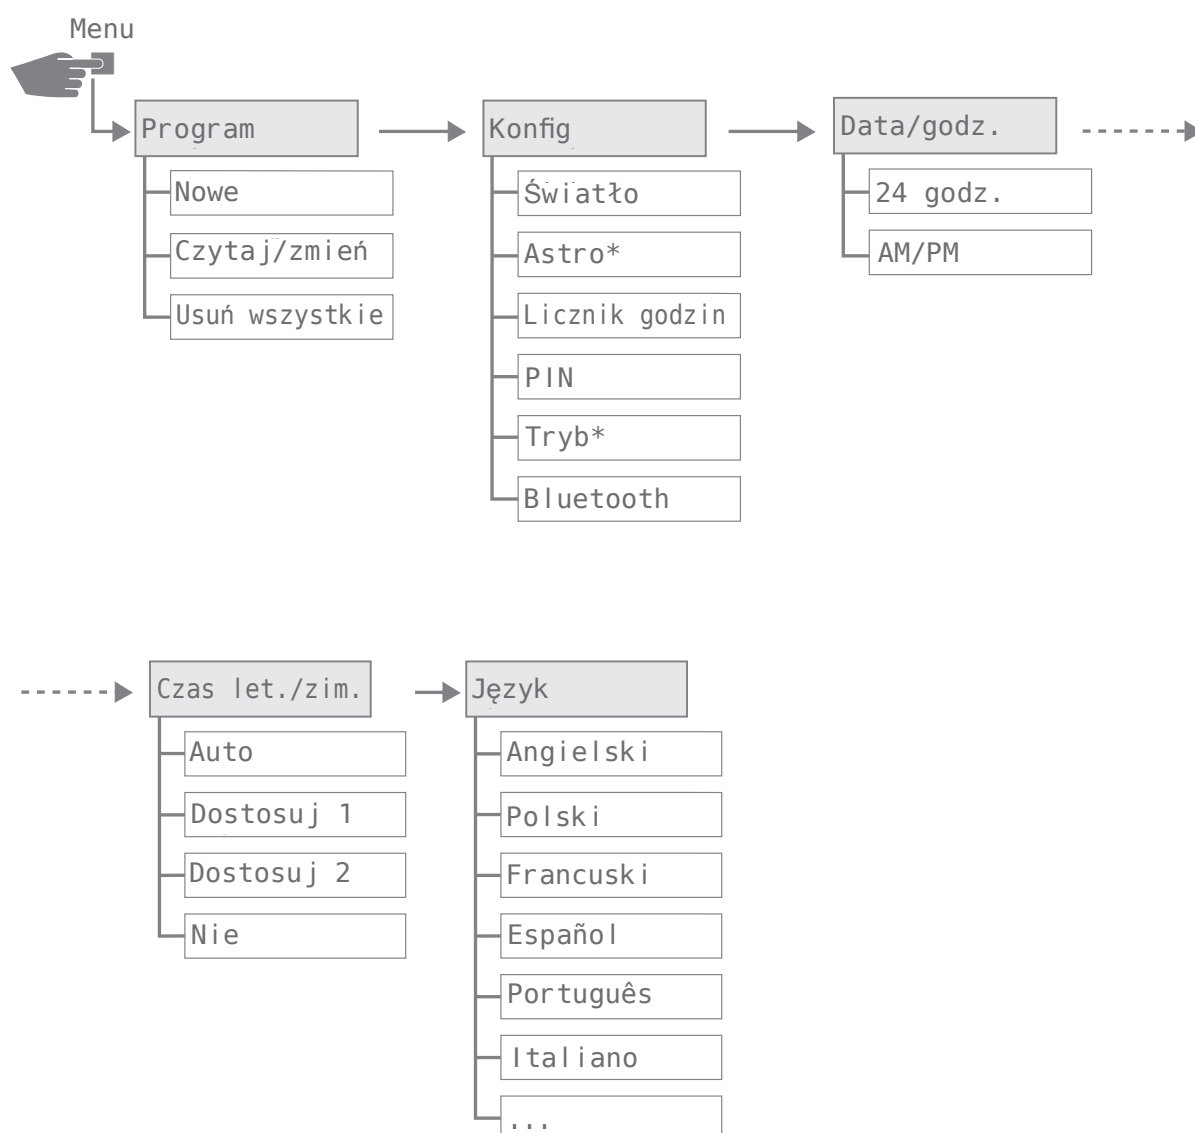 Menu
Program
Nowe
Czytaj/zmień
Usuń wszystkie
Konfig
Światło
Astro*
Licznik godzin
PIN
Tryb*
Bluetooth
Data/godz.
24 godz.
AM/PM
Czas let./zim.
Auto
Dostosuj 1
Dostosuj 2
Nie
Język
Angielski
Polski
Francuski
Español
Português
Italiano
...